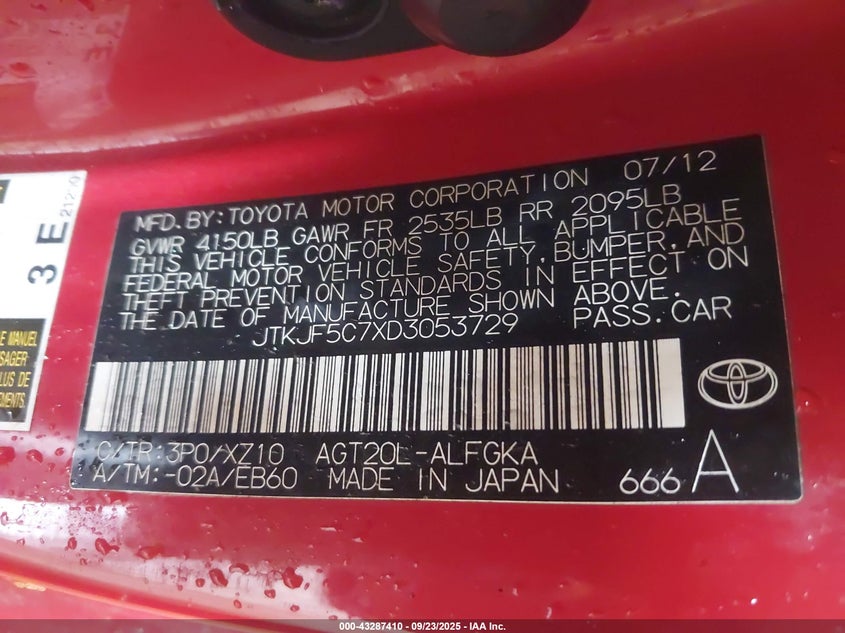 MFD. BY: TOYOTA MOTOR CORPORATION 07/12
GVWR 4150LB GAWR FR 2535LB RR 2095LB
THIS VEHICLE CONFORMS TO ALL APPLICABLE
FEDERAL MOTOR VEHICLE SAFETY, BUMPER, AND
THEFT PREVENTION STANDARDS IN EFFECT ON
THE DATE OF MANUFACTURE SHOWN ABOVE.
JTKJF5C7XD3053729 PASS. CAR
C/TR: 3P0/XZ10 AGT20L-ALFGKA
A/TM: -02A/EB60 MADE IN JAPAN 666 A
3 E
21200
MANUEL
000-43287410 - 09/23/2025 - IAA Inc.